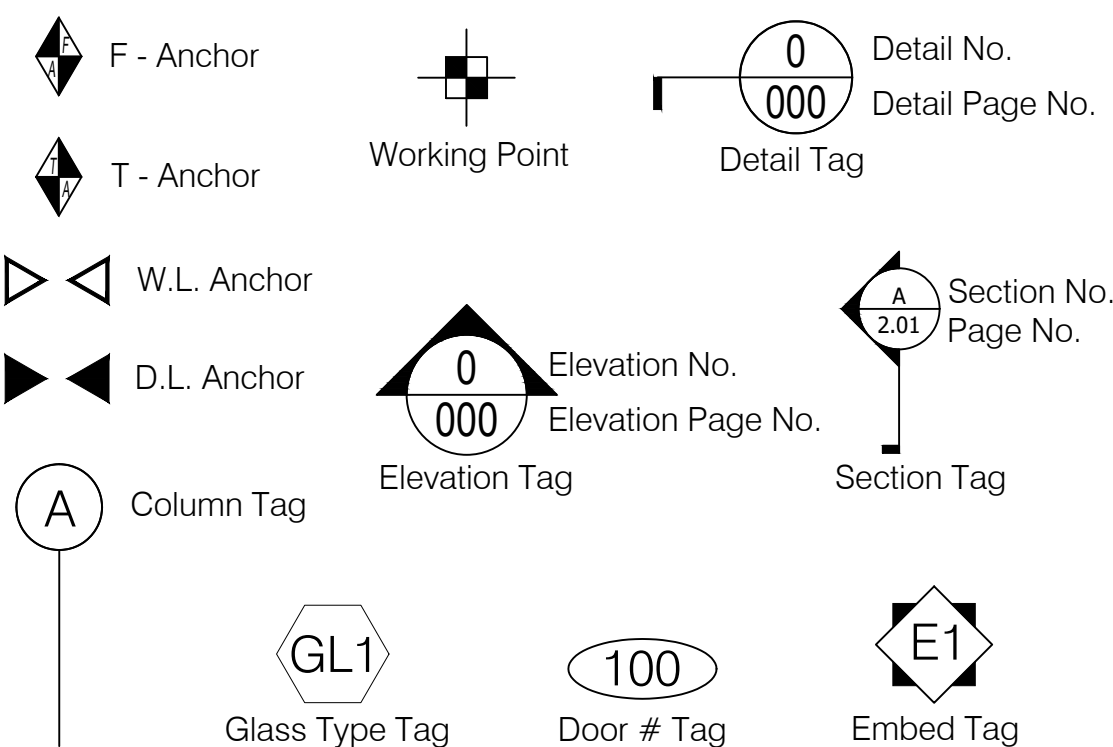 F
A
F - Anchor
T
A
T - Anchor
W.L. Anchor
D.L. Anchor
A
Column Tag
Working Point
0
000
Detail No.
Detail Page No.
Detail Tag
0
000
Elevation No.
Elevation Page No.
Elevation Tag
A
2.01
Section No.
Page No.
Section Tag
GL1
Glass Type Tag
100
Door # Tag
E1
Embed Tag